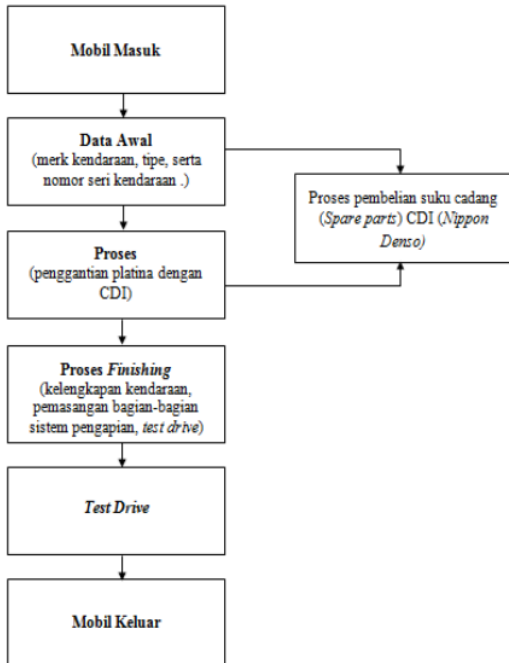 Mobil Masuk
Data Awal
(merk kendaraan, tipe, serta
nomor seri kendaraan .)
Proses pembelian suku cadang
(Spare parts) CDI (Nippon
Denso)
Proses
(penggantian platina dengan
CDI)
Proses Finishing
(kelengkapan kendaraan,
pemasangan bagian-bagian
sistem pengapian, test drive)
Test Drive
Mobil Keluar